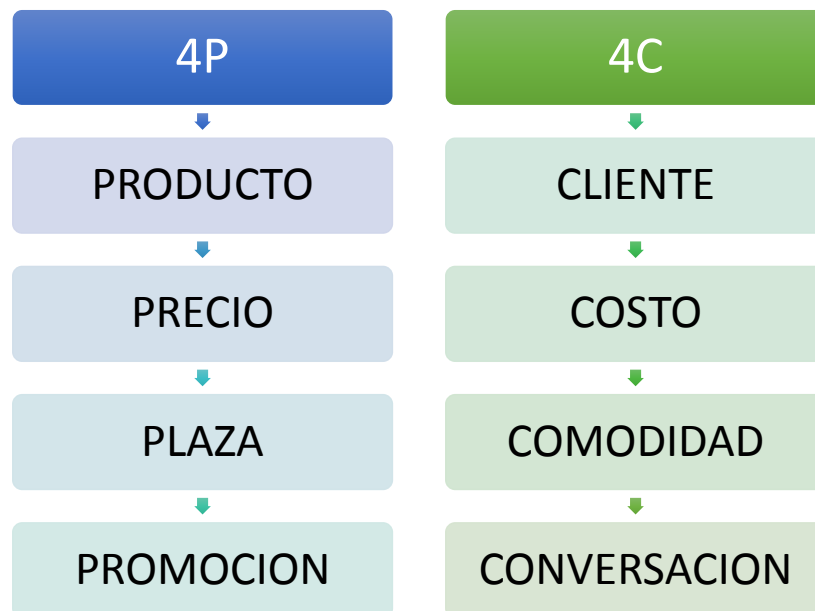 4P
PRODUCTO
PRECIO
PLAZA
PROMOCION
4C
CLIENTE
COSTO
COMODIDAD
CONVERSACION